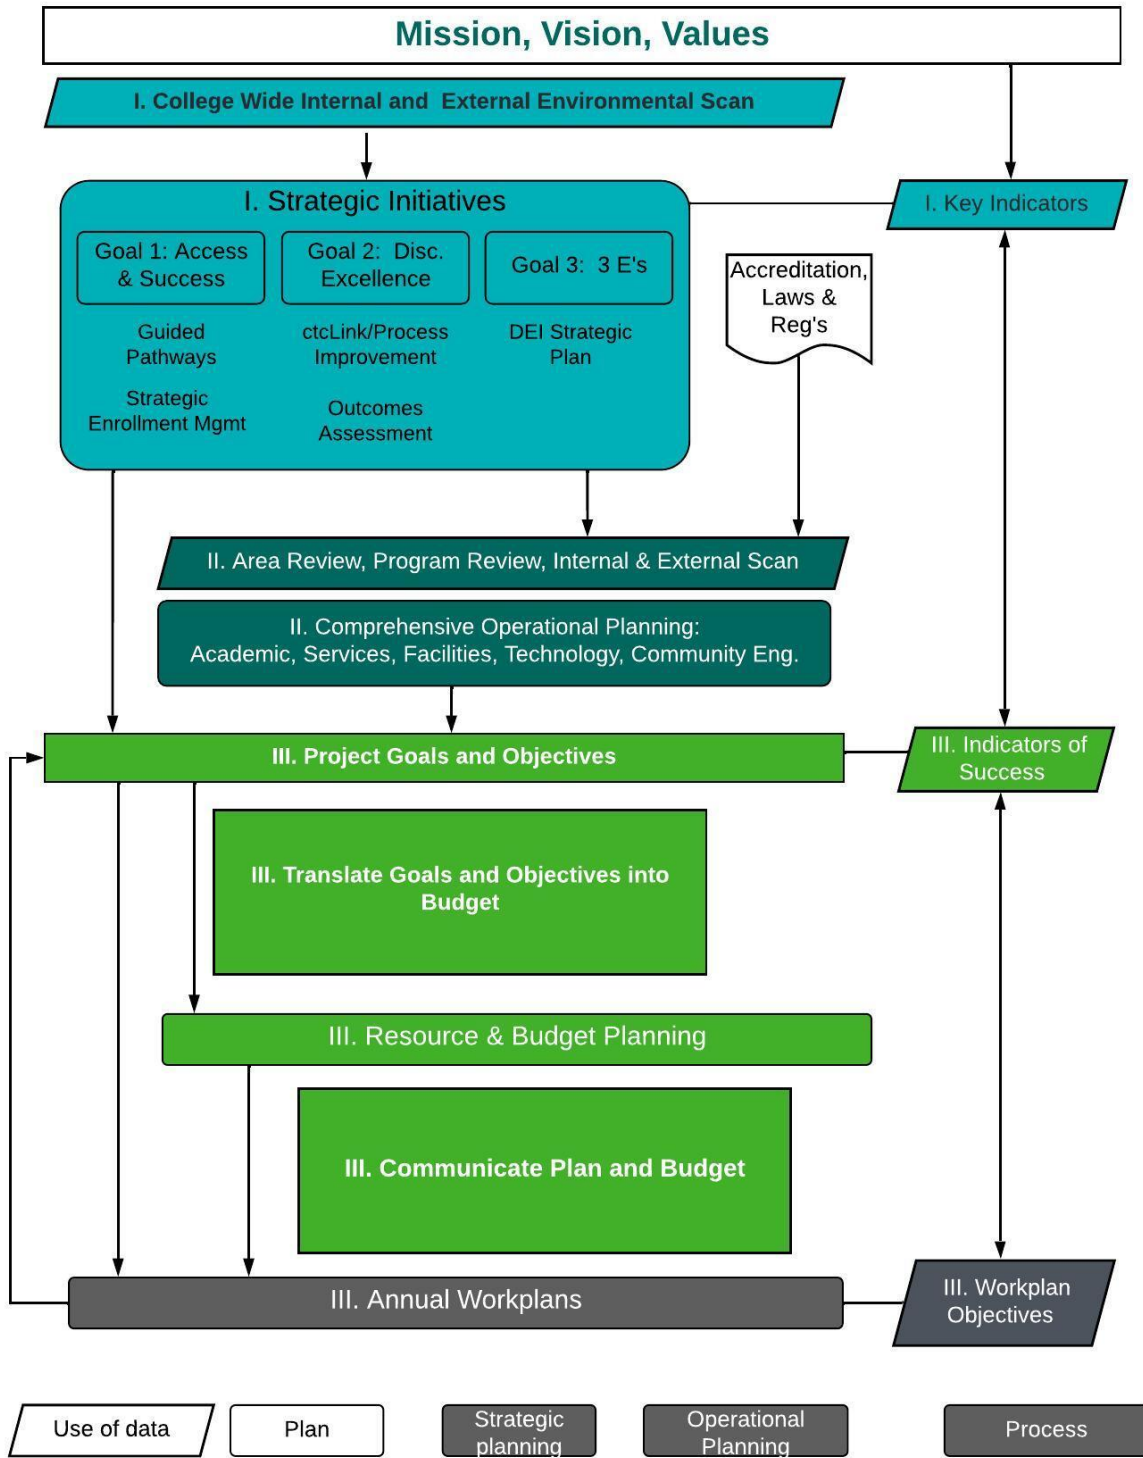 Mission, Vision, Values
I. College Wide Internal and External Environmental Scan
I. Strategic Initiatives
I. Key Indicators
Goal 1: Access
& Success
Goal 2: Disc.
Excellence
Goal 3: 3 E's
Accreditation,
Laws &
Reg's
Guided
Pathways
ctcLink/Process
Improvement
DEI Strategic
Plan
Strategic
Enrollment Mgmt
Outcomes
Assessment
II. Area Review, Program Review, Internal & External Scan
II. Comprehensive Operational Planning:
Academic, Services, Facilities, Technology, Community Eng.
III. Project Goals and Objectives
III. Indicators of
Success
III. Translate Goals and Objectives into
Budget
III. Resource & Budget Planning
III. Communicate Plan and Budget
III. Annual Workplans
III. Workplan
Objectives
Use of data
Plan
Strategic
planning
Operational
Planning
Process